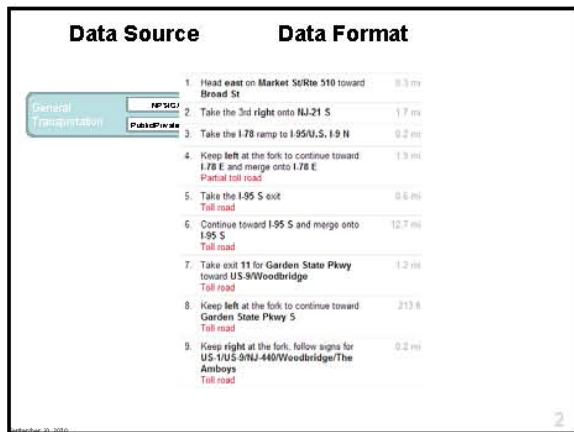 Data Source Data Format
General
Transportation
NPSIG
PublicPrivate
1. Head east on Market St/Rte 510 toward 0.3 mi
Broad St
2. Take the 3rd right onto NJ-21 S 1.7 mi
3. Take the I-78 ramp to I-95/U.S. I-9 N 0.2 mi
4. Keep left at the fork to continue toward 1.9 mi
I-78 E and merge onto I-78 E
Partial toll road
5. Take the I-95 S exit 0.6 mi
Toll road
6. Continue toward I-95 S and merge onto 12.7 mi
I-95 S
Toll road
7. Take exit 11 for Garden State Pkwy 1.2 mi
toward US-9/Woodbridge
Toll road
8. Keep left at the fork to continue toward 213 ft
Garden State Pkwy S
Toll road
9. Keep right at the fork, follow signs for 0.2 mi
US-1/US-9/NJ-440/Woodbridge/The
Amboys
Toll road
September 30, 2010
2